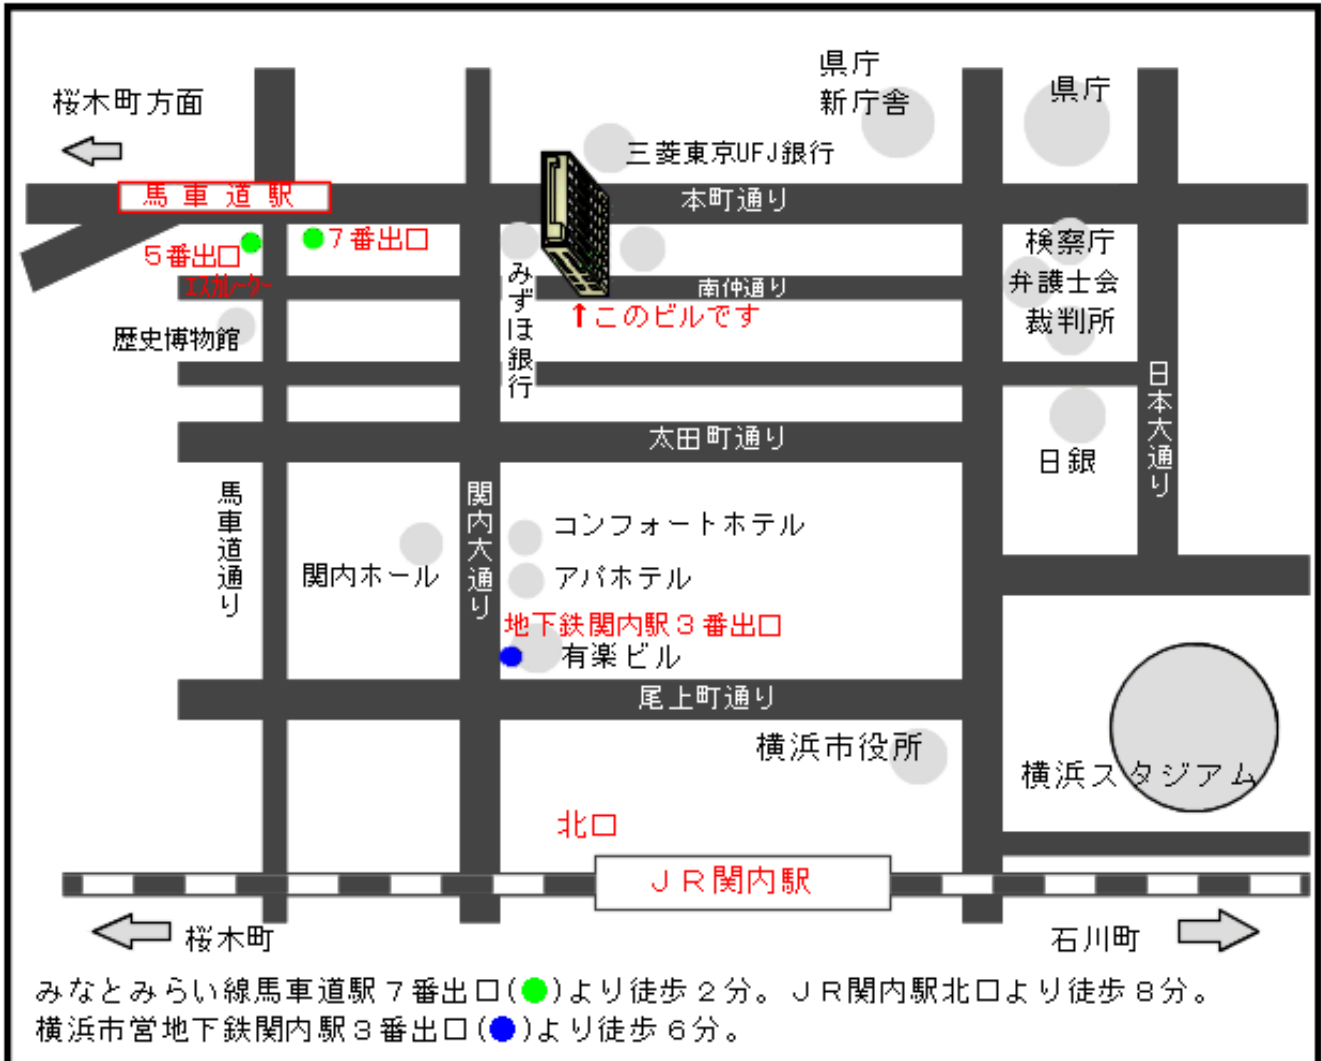 県庁
新庁舎
県庁
桜木町方面
三菱東京UFJ銀行
馬車道駅
本町通り
5番出口
7番出口
エスカレーター
みずほ銀行
南仲通り
↑このビルです
検察庁
弁護士会
裁判所
歴史博物館
日本大通り
太田町通り
日銀
馬車道通り
関内大通り
コンフォートホテル
関内ホール
アパホテル
地下鉄関内駅3番出口
有楽ビル
尾上町通り
横浜市役所
横浜スタジアム
北口
JR関内駅
桜木町
石川町
みなとみらい線馬車道駅7番出口(●)より徒歩2分。JR関内駅北口より徒歩8分。
横浜市営地下鉄関内駅3番出口(●)より徒歩6分。